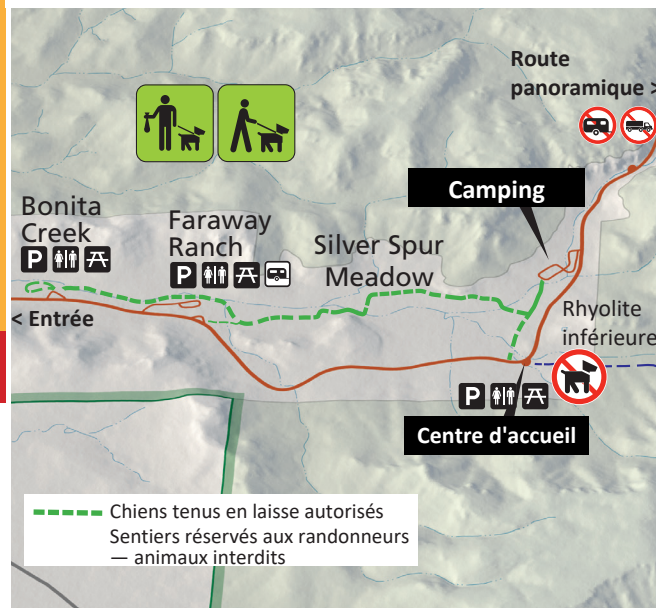 Route
panoramique >
Camping
Bonita
Creek
P
Faraway
Ranch
P
Silver Spur
Meadow
< Entrée
Rhyolite
inférieure
P
Centre d'accueil
Chiens tenus en laisse autorisés
Sentiers réservés aux randonneurs
— animaux interdits